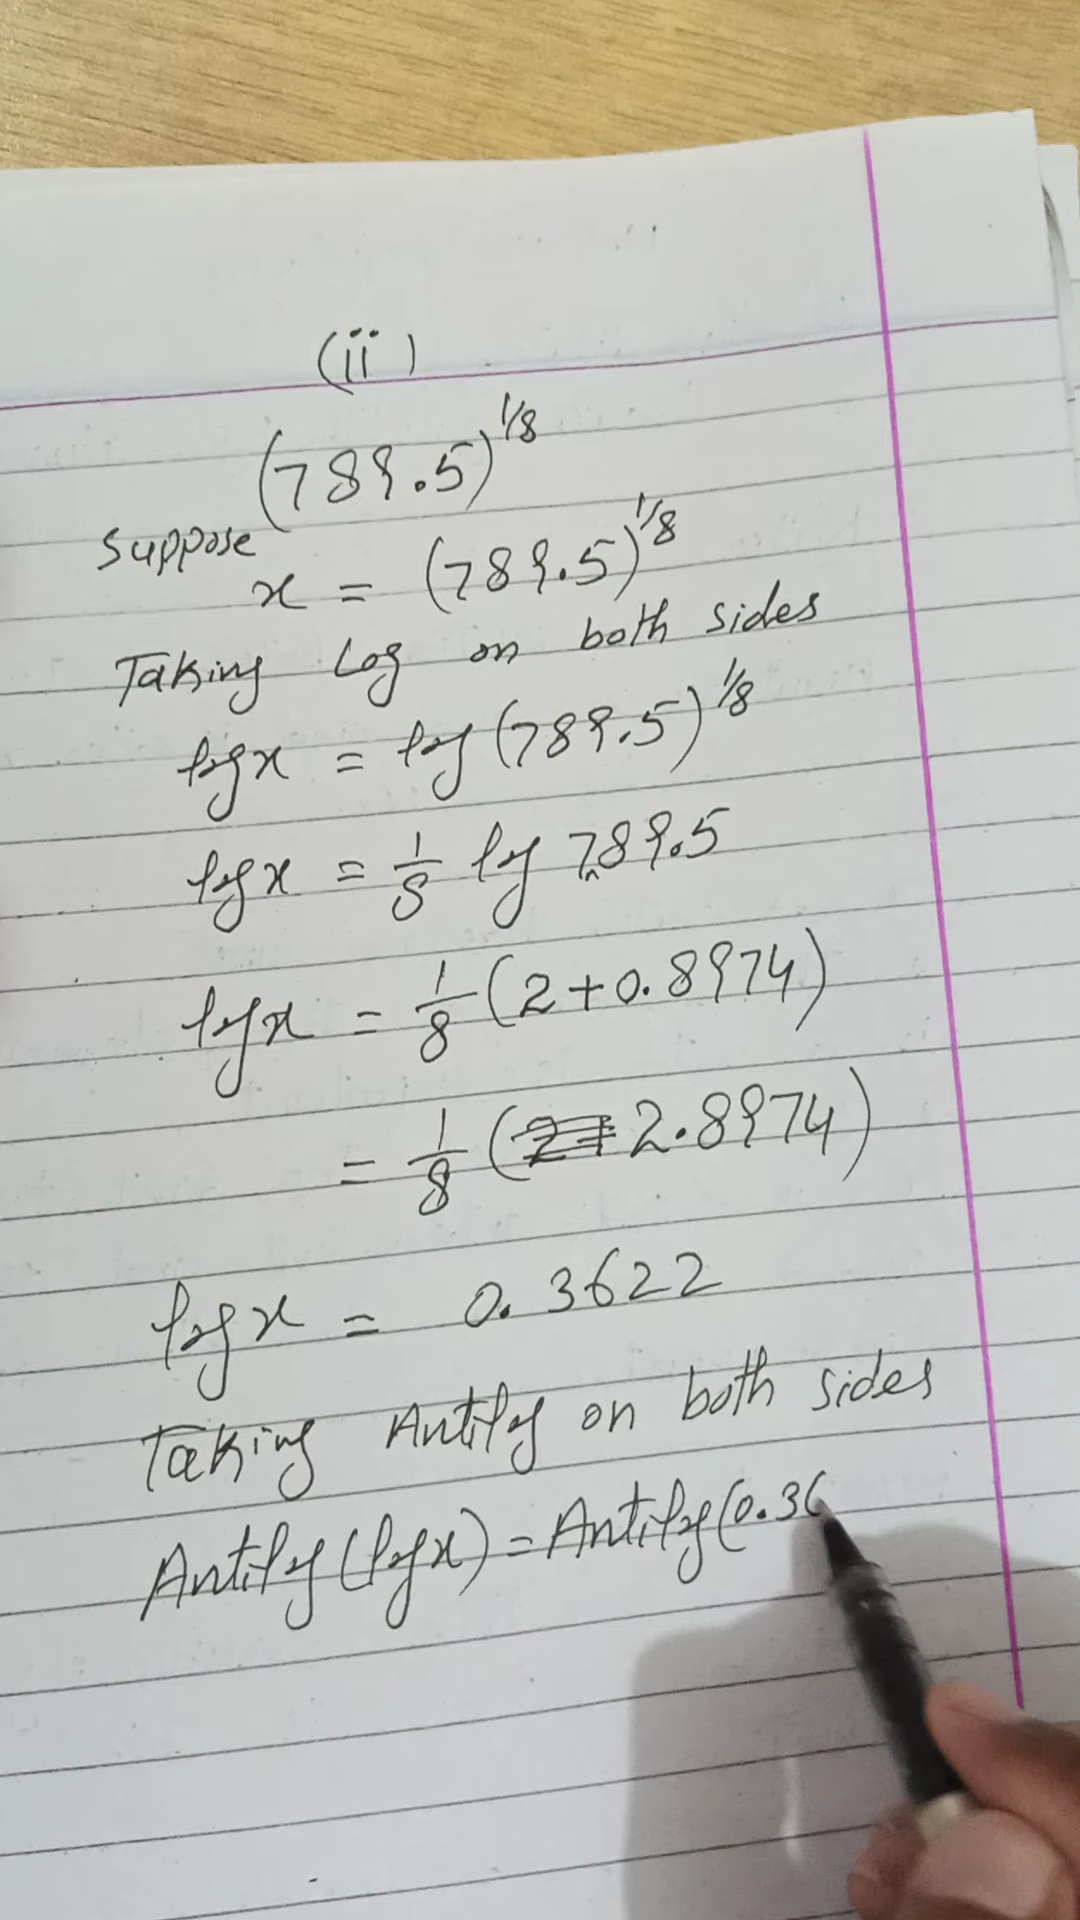 (ii)
(789.5)^1/8
Suppose
x = (789.5)^1/8
Taking Log on both sides
log x = log (789.5)^1/8
log x = 1/8 log 789.5
log x = 1/8 (2+0.8974)
= 1/8 (2.8974)
log x = 0.3622
Taking Antilog on both sides
Antilog (log x) = Antilog (0.36